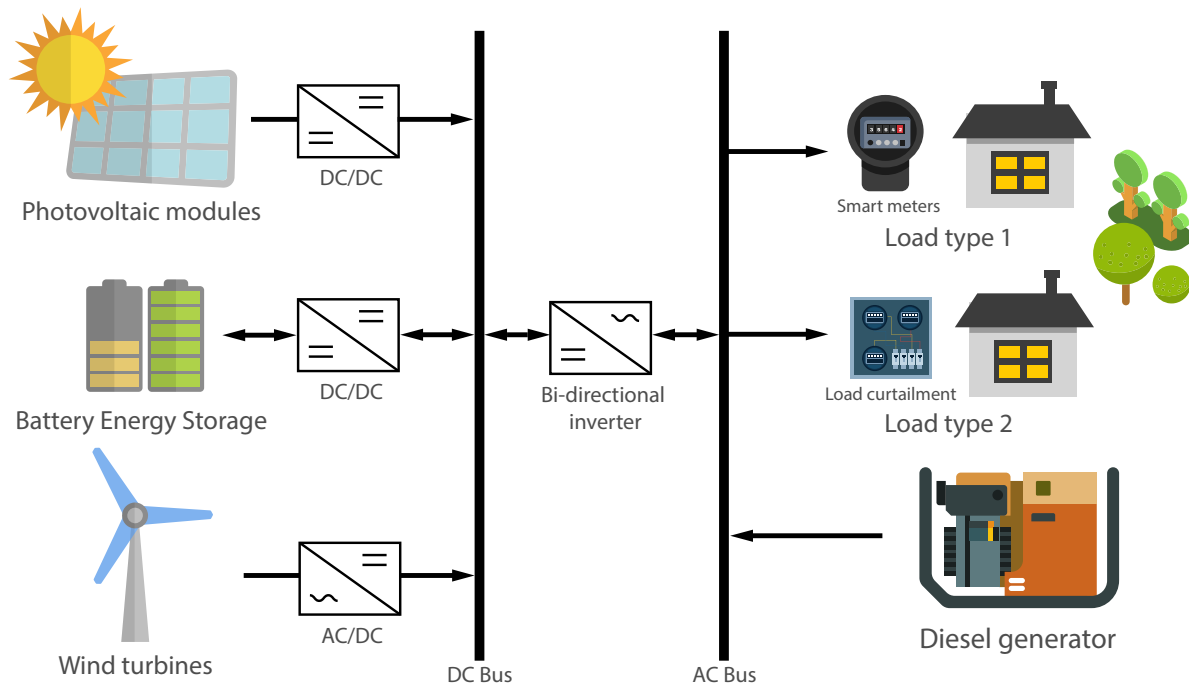 DC/DC
Photovoltaic modules
DC/DC
Battery Energy Storage
AC/DC
Wind turbines
DC Bus
Bi-directional
inverter
AC Bus
Smart meters
Load type 1
Load curtailment
Load type 2
Diesel generator